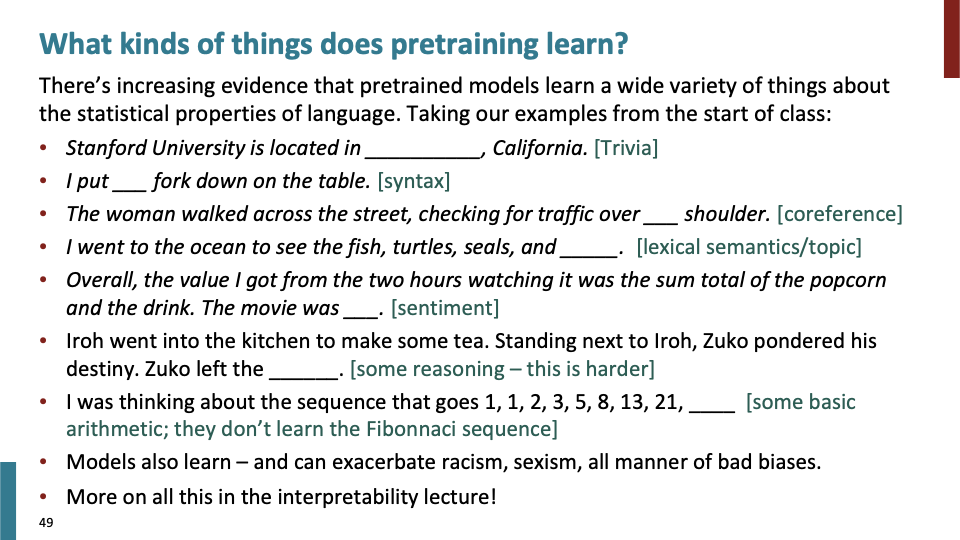 What kinds of things does pretraining learn?
There's increasing evidence that pretrained models learn a wide variety of things about
the statistical properties of language. Taking our examples from the start of class:
• Stanford University is located in __________, California. [Trivia]
• I put ___ fork down on the table. [syntax]
• The woman walked across the street, checking for traffic over ___ shoulder. [coreference]
• I went to the ocean to see the fish, turtles, seals, and _____. [lexical semantics/topic]
• Overall, the value I got from the two hours watching it was the sum total of the popcorn
and the drink. The movie was ___. [sentiment]
• Iroh went into the kitchen to make some tea. Standing next to Iroh, Zuko pondered his
destiny. Zuko left the ______. [some reasoning – this is harder]
• I was thinking about the sequence that goes 1, 1, 2, 3, 5, 8, 13, 21, ____ [some basic
arithmetic; they don't learn the Fibonnaci sequence]
• Models also learn – and can exacerbate racism, sexism, all manner of bad biases.
• More on all this in the interpretability lecture!
49